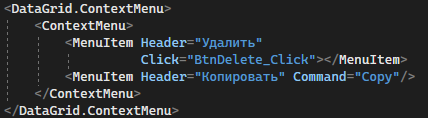 <DataGrid.ContextMenu>
<ContextMenu>
<MenuItem Header="Удалить"
Click="BtnDelete_Click"></MenuItem>
<MenuItem Header="Копировать" Command="Copy"/>
</ContextMenu>
</DataGrid.ContextMenu>